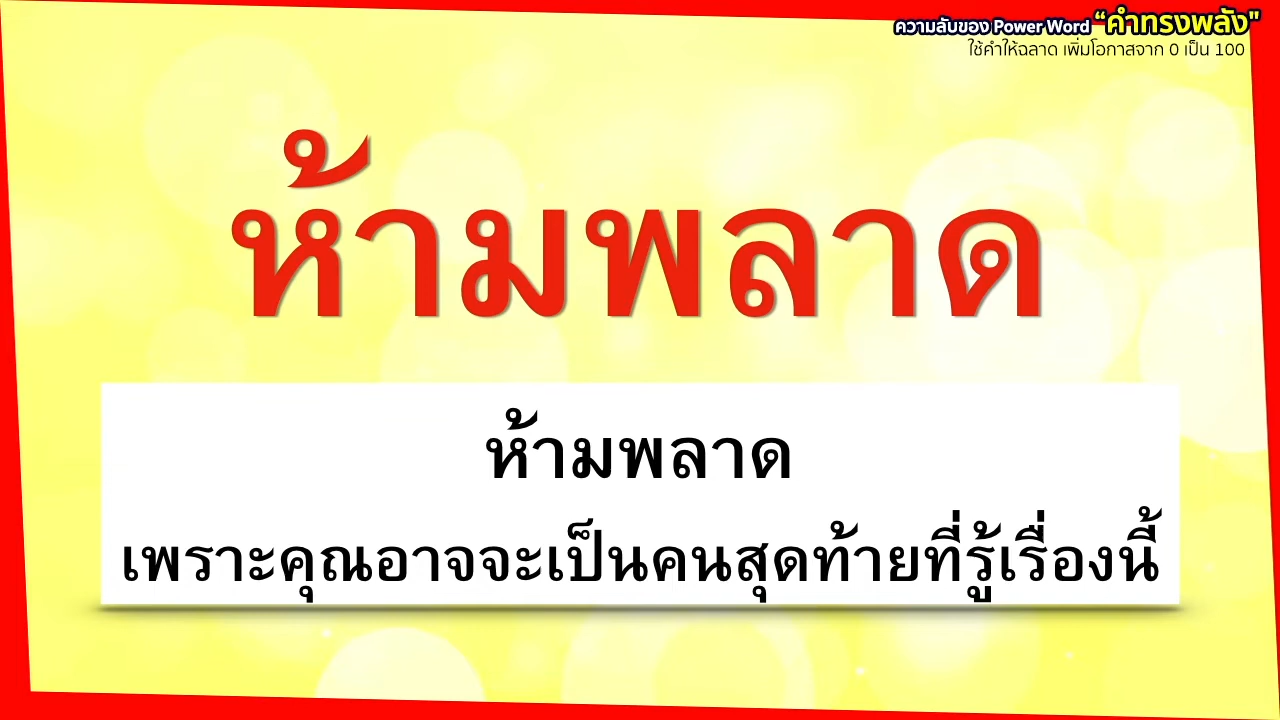 ความลับของ Power Word “คำทรงพลัง"
ใช้คำให้ฉลาด เพิ่มโอกาสจาก 0 เป็น 100
ห้ามพลาด
ห้ามพลาด
เพราะคุณอาจจะเป็นคนสุดท้ายที่รู้เรื่องนี้